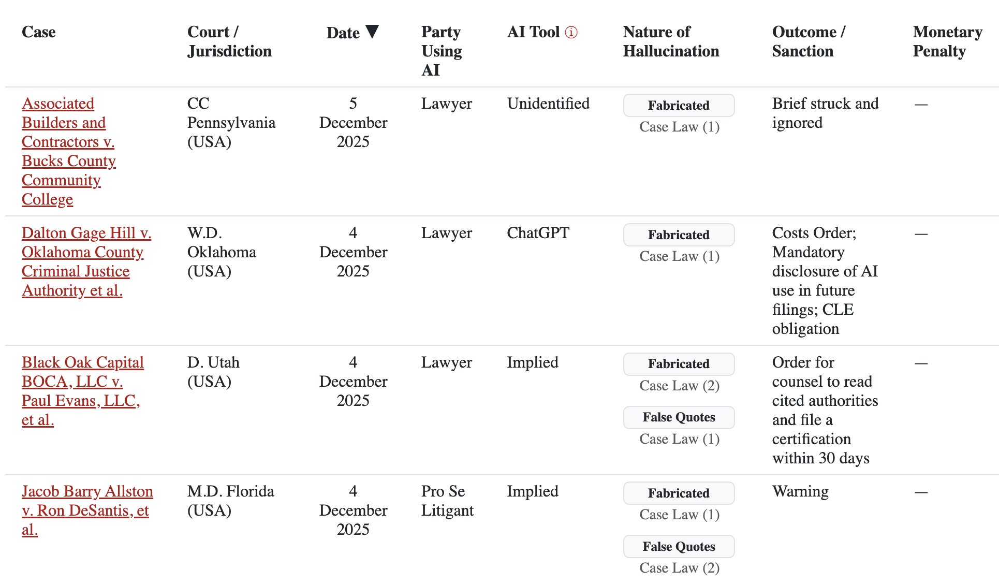 Case
Court /
Jurisdiction
Date ▼
Party
Using
AI
AI Tool ⓘ
Nature of
Hallucination
Outcome /
Sanction
Monetary
Penalty
Associated
Builders and
Contractors v.
Bucks County
Community
College
CC
Pennsylvania
(USA)
5
December
2025
Lawyer
Unidentified
Fabricated
Case Law (1)
Brief struck and
ignored
—
Dalton Gage Hill v.
Oklahoma County
Criminal Justice
Authority et al.
W.D.
Oklahoma
(USA)
4
December
2025
Lawyer
ChatGPT
Fabricated
Case Law (1)
Costs Order;
Mandatory
disclosure of AI
use in future
filings; CLE
obligation
—
Black Oak Capital
BOCA, LLC v.
Paul Evans, LLC,
et al.
D. Utah
(USA)
4
December
2025
Lawyer
Implied
Fabricated
Case Law (2)
False Quotes
Case Law (1)
Order for
counsel to read
cited authorities
and file a
certification
within 30 days
—
Jacob Barry Allston
v. Ron DeSantis, et
al.
M.D. Florida
(USA)
4
December
2025
Pro Se
Litigant
Implied
Fabricated
Case Law (1)
False Quotes
Case Law (2)
Warning
—